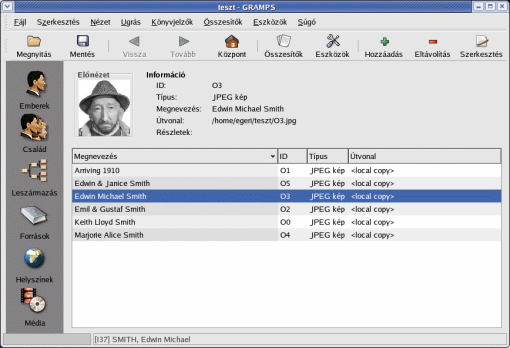 teszt - GRAMPS
Fájl Szerkesztés Nézet Ugrás Könyvjelzők Összesítők Eszközök Súgó
Megnyitás Mentés Vissza Tovább Központ Összesítők Eszközök Hozzáadás Eltávolítás Szerkesztés
Emberek
Család
Leszármazás
Források
Helyszínek
Média
Előnézet
Információ
ID: O3
Típus: JPEG kép
Megnevezés: Edwin Michael Smith
Útvonal: /home/egeri/teszt/O3.jpg
Részletek:
Megnevezés ID Típus Útvonal
Arriving 1910 O1 JPEG kép <local copy>
Edwin & Janice Smith O5 JPEG kép <local copy>
Edwin Michael Smith O3 JPEG kép <local copy>
Emil & Gustaf Smith O2 JPEG kép <local copy>
Keith Lloyd Smith O0 JPEG kép <local copy>
Marjorie Alice Smith O4 JPEG kép <local copy>
[I37] SMITH, Edwin Michael